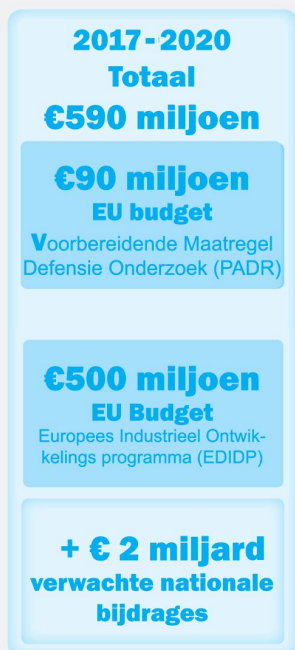 2017-2020
Totaal
€590 miljoen
€90 miljoen
EU budget
Voorbereidende Maatregel
Defensie Onderzoek (PADR)
€500 miljoen
EU Budget
Europees Industrieel Ontwik-
kelings programma (EDIDP)
+ € 2 miljard
verwachte nationale
bijdrages